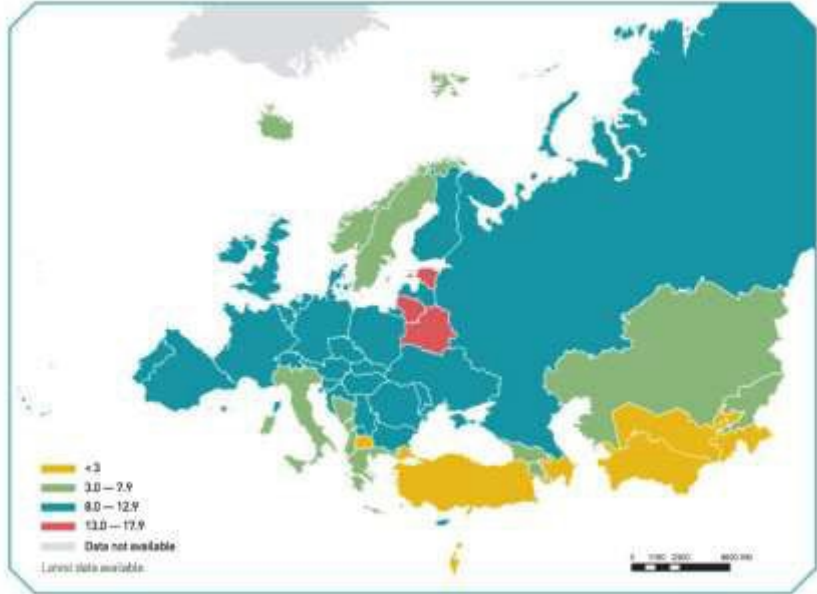 <3
3.0 — 7.9
8.0 — 12.9
13.0 — 17.9
Data not available
Latest data available
0